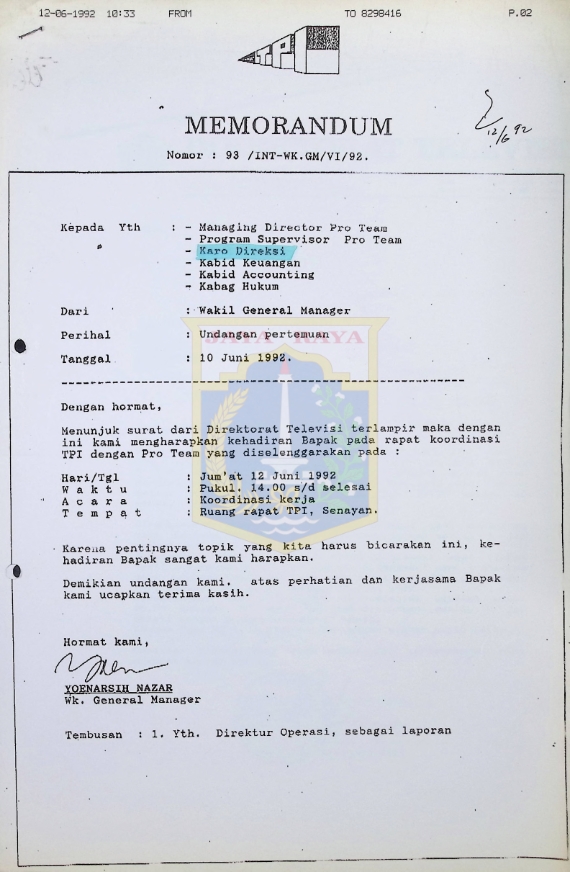 12-06-1992 10:33 FROM TO 8298416 P.02
TPI
MEMORANDUM
12/6 92
Nomor : 93 /INT-WK.GM/VI/92.
Kepada Yth : - Managing Director Pro Team
- Program Supervisor Pro Team
- Karo Direksi
- Kabid Keuangan
- Kabid Accounting
- Kabag Hukum
Dari : Wakil General Manager
Perihal : Undangan pertemuan
JAYA RAYA
Tanggal : 10 Juni 1992.
Dengan hormat,
Menunjuk surat dari Direktorat Televisi terlampir maka dengan
ini kami mengharapkan kehadiran Bapak pada rapat koordinasi
TPI dengan Pro Team yang diselenggarakan pada :
Hari/Tgl : Jum'at 12 Juni 1992
W a k t u : Pukul. 14.00 s/d selesai
A c a r a : Koordinasi kerja
T e m p a t : Ruang rapat TPI, Senayan.
Karena pentingnya topik yang kita harus bicarakan ini, ke-
hadiran Bapak sangat kami harapkan.
Demikian undangan kami. atas perhatian dan kerjasama Bapak
kami ucapkan terima kasih.
Hormat kami,
YOENARSIH NAZAR
Wk. General Manager
Tembusan : 1. Yth. Direktur Operasi, sebagai laporan